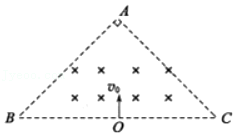 A
× × × ×
v₀
× × × ×
B
O
C